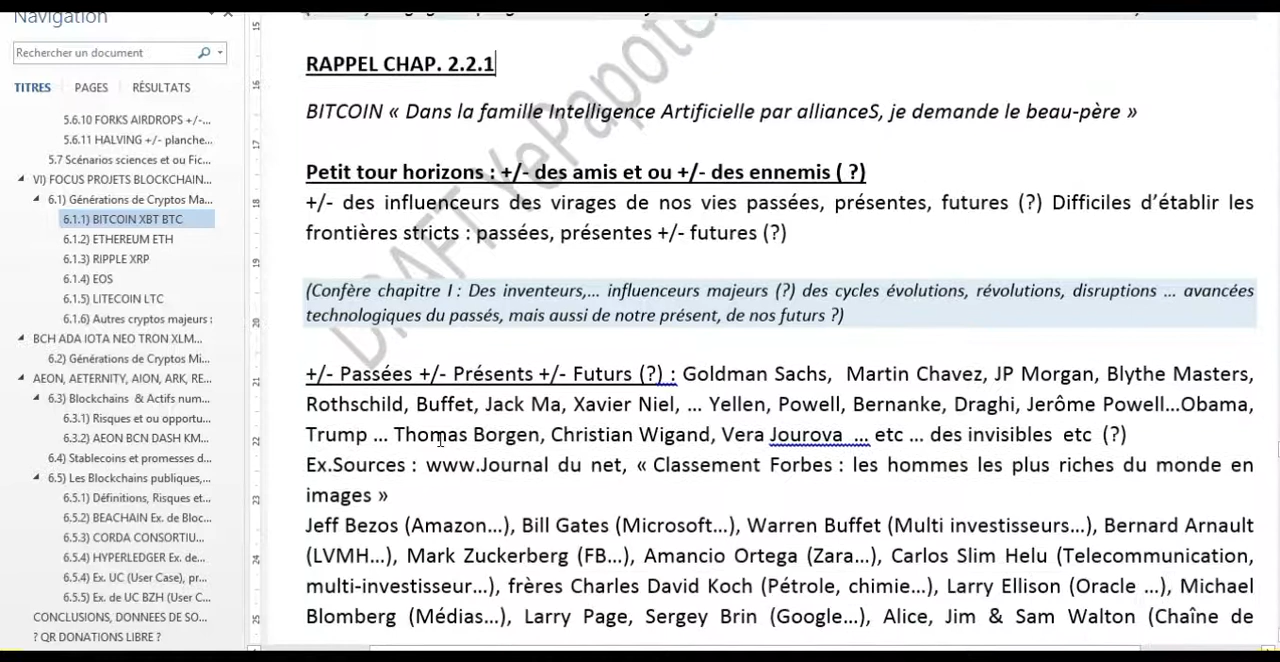 Navigation
Rechercher un document
TITRES PAGES RÉSULTATS
5.6.10 FORKS AIRDROPS +/-...
5.6.11 HALVING +/- planche...
5.7 Scénarios sciences et ou Fic...
VI) FOCUS PROJETS BLOCKCHAIN...
6.1) Générations de Cryptos Ma...
6.1.1) BITCOIN XBT BTC
6.1.2) ETHEREUM ETH
6.1.3) RIPPLE XRP
6.1.4) EOS
6.1.5) LITECOIN LTC
6.1.6) Autres cryptos majeurs :
BCH ADA IOTA NEO TRON XLM...
6.2) Générations de Cryptos Mi...
AEON, AETERNITY, AION, ARK, RE...
6.3) Blockchains & Actifs num...
6.3.1) Risques et ou opportu...
6.3.2) AEON BCN DASH KM...
6.4) Stablecoins et promesses d...
6.5) Les Blockchains publiques,...
6.5.1) Définitions, Risques et...
6.5.2) BEACHAIN Ex. de Bloc...
6.5.3) CORDA CONSORTIU...
6.5.4) HYPERLEDGER Ex. de...
6.5.4) Ex. UC (User Case), pr...
6.5.5) Ex. de UC BZH (User C...
CONCLUSIONS, DONNEES DE SO...
? QR DONATIONS LIBRE ?
15
16
17
18
19
20
21
22
23
24
25
DRAFT YePapote
RAPPEL CHAP. 2.2.1
BITCOIN « Dans la famille Intelligence Artificielle par allianceS, je demande le beau-père »
Petit tour horizons : +/- des amis et ou +/- des ennemis ( ?)
+/- des influenceurs des virages de nos vies passées, présentes, futures (?) Difficiles d’établir les
frontières stricts : passées, présentes +/- futures (?)
(Confère chapitre I : Des inventeurs,... influenceurs majeurs (?) des cycles évolutions, révolutions, disruptions ... avancées
technologiques du passés, mais aussi de notre présent, de nos futurs ?)
+/- Passées +/- Présents +/- Futurs (?) : Goldman Sachs, Martin Chavez, JP Morgan, Blythe Masters,
Rothschild, Buffet, Jack Ma, Xavier Niel, ... Yellen, Powell, Bernanke, Draghi, Jerôme Powell...Obama,
Trump ... Thomas Borgen, Christian Wigand, Vera Jourova ... etc ... des invisibles etc (?)
Ex.Sources : www.Journal du net, « Classement Forbes : les hommes les plus riches du monde en
images »
Jeff Bezos (Amazon...), Bill Gates (Microsoft...), Warren Buffet (Multi investisseurs...), Bernard Arnault
(LVMH...), Mark Zuckerberg (FB...), Amancio Ortega (Zara...), Carlos Slim Helu (Telecommunication,
multi-investisseur...), frères Charles David Koch (Pétrole, chimie...), Larry Ellison (Oracle ...), Michael
Blomberg (Médias...), Larry Page, Sergey Brin (Google...), Alice, Jim & Sam Walton (Chaîne de